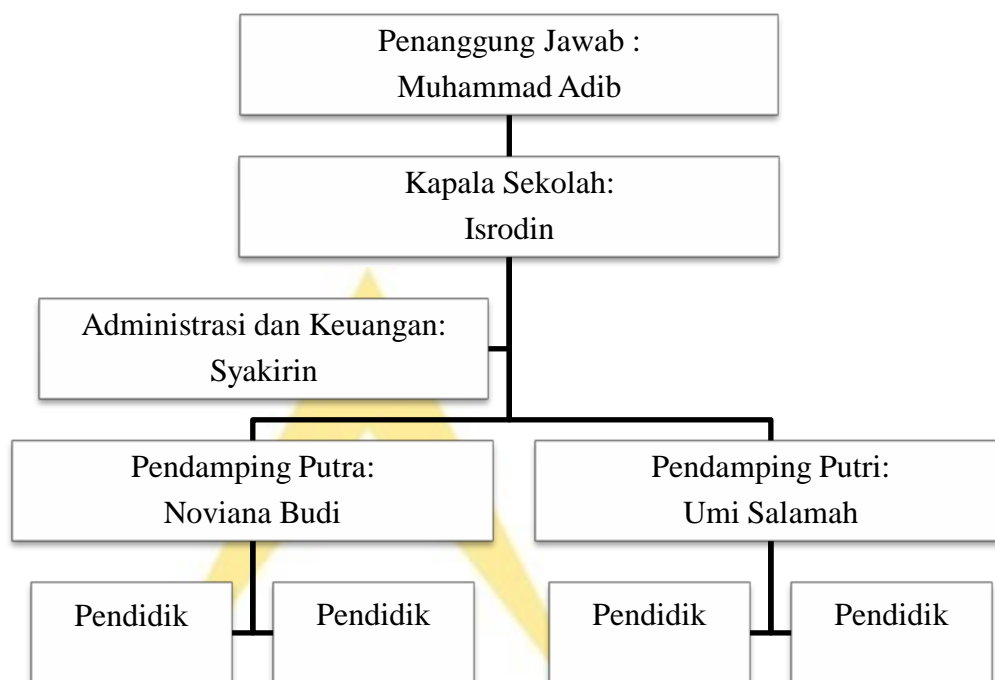 Penanggung Jawab :
Muhammad Adib
Kapala Sekolah:
Isrodin
Administrasi dan Keuangan:
Syakirin
Pendamping Putra:
Noviana Budi
Pendamping Putri:
Umi Salamah
Pendidik
Pendidik
Pendidik
Pendidik